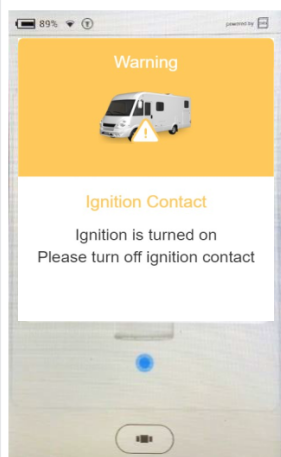 89%
powered by
Warning
Ignition Contact
Ignition is turned on
Please turn off ignition contact